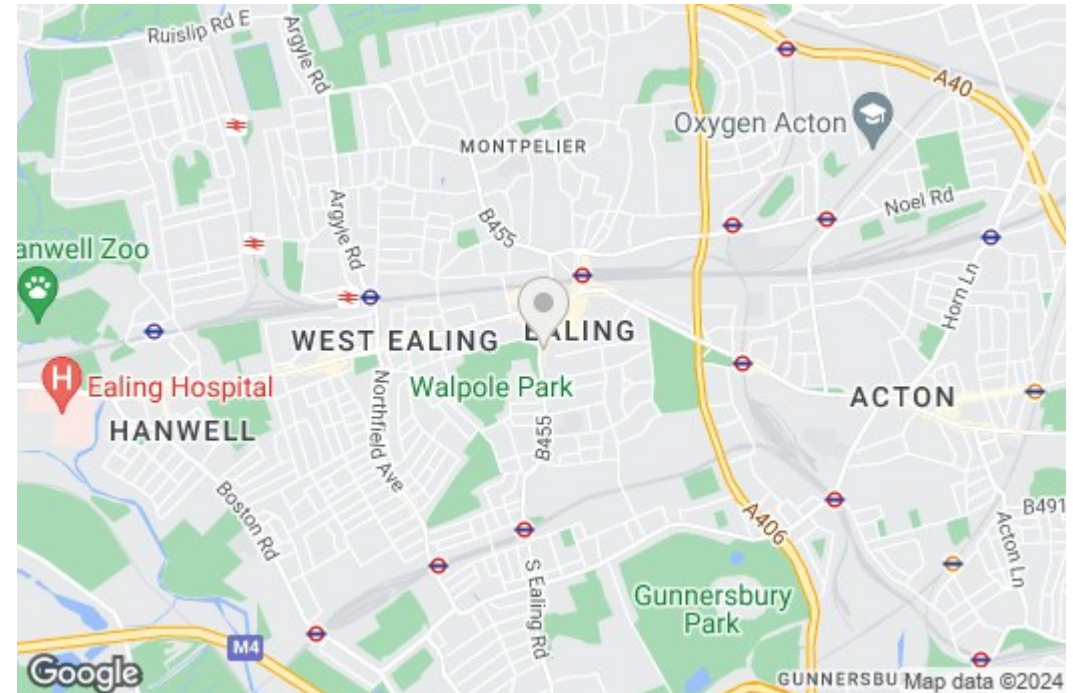 Ruislip Rd E
Argyle Rd
A40
Oxygen Acton
MONTPELIER
Noel Rd
Argyle Rd
B455
anwell Zoo
Horn Ln
WEST EALING
EALING
Ealing Hospital
H
Walpole Park
ACTON
HANWELL
Northfield Ave
B455
Boston Rd
A406
B491
Acton Ln
S Ealing Rd
Gunnersbury
Park
M4
Google
GUNNERSBU
Map data ©2024